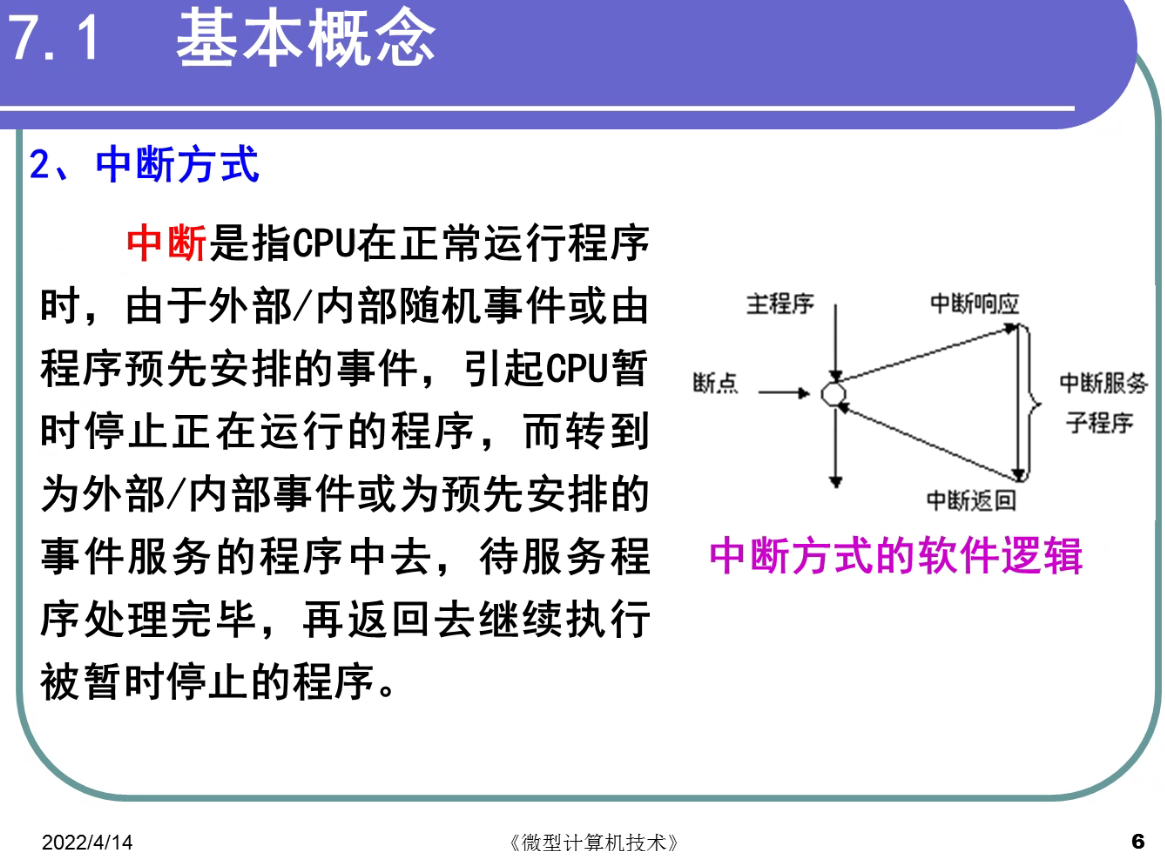 7.1 基本概念
2、中断方式
中断是指CPU在正常运行程序
时，由于外部/内部随机事件或由
程序预先安排的事件，引起CPU暂
时停止正在运行的程序，而转到
为外部/内部事件或为预先安排的
事件服务的程序中去，待服务程
序处理完毕，再返回去继续执行
被暂时停止的程序。
主程序
中断响应
断点
中断服务
子程序
中断返回
中断方式的软件逻辑
2022/4/14
《微型计算机技术》
6